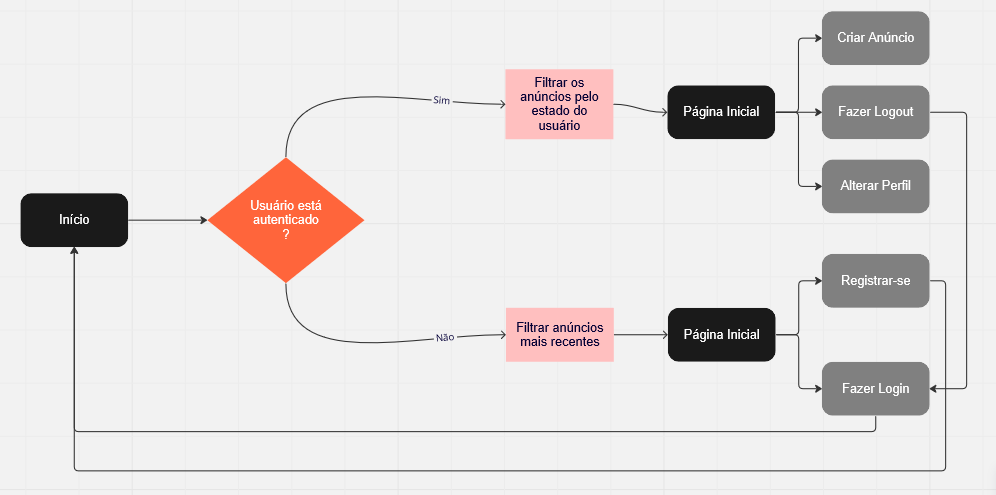 Início
Usuário está
autenticado
?
Sim
Filtrar os
anúncios pelo
estado do
usuário
Página Inicial
Criar Anúncio
Fazer Logout
Alterar Perfil
Não
Filtrar anúncios
mais recentes
Página Inicial
Registrar-se
Fazer Login